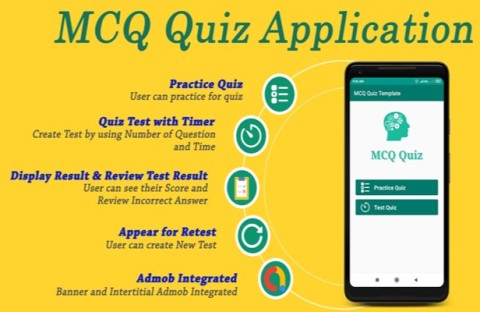 MCQ Quiz Application
Practice Quiz
User can practice for quiz
Quiz Test with Timer
Create Test by using Number of Question
and Time
Display Result & Review Test Result
User can see their Score and
Review Incorrect Answer
Appear for Retest
User can create New Test
Admob Integrated
Banner and Intertitial Admob Integrated
MCQ Quiz Template
MCQ Quiz
Practice Quiz
Test Quiz